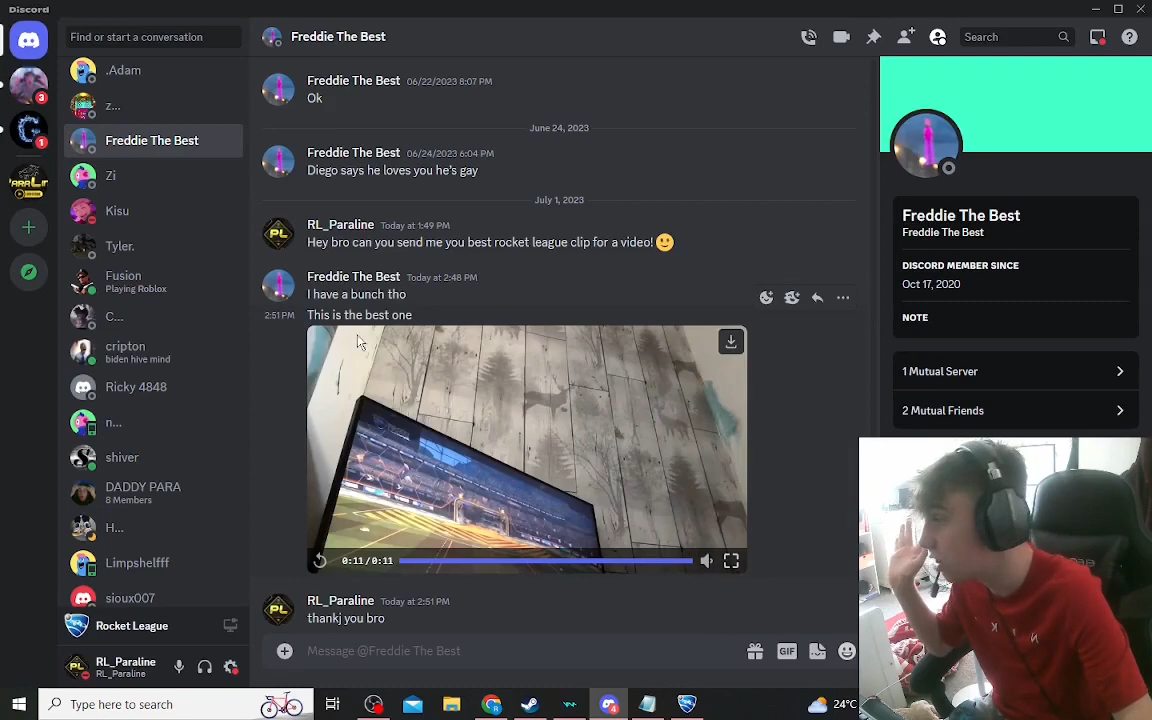 Discord
Find or start a conversation
Freddie The Best
Search
3
1
.Adam
z...
Freddie The Best
Zi
Kisu
Tyler.
Fusion
Playing Roblox
C...
cripton
biden hive mind
Ricky 4848
n...
shiver
DADDY PARA
8 Members
H...
Limpshelfff
sioux007
Rocket League
RL_Paraline
RL_Paraline
Freddie The Best 06/22/2023 8:07 PM
Ok
June 24, 2023
Freddie The Best 06/24/2023 6:04 PM
Diego says he loves you he's gay
July 1, 2023
RL_Paraline Today at 1:49 PM
Hey bro can you send me you best rocket league clip for a video!
Freddie The Best Today at 2:48 PM
I have a bunch tho
2:51 PM This is the best one
0:11/0:11
RL_Paraline Today at 2:51 PM
thankj you bro
Message @Freddie The Best
GIF
Freddie The Best
Freddie The Best
DISCORD MEMBER SINCE
Oct 17, 2020
NOTE
1 Mutual Server
2 Mutual Friends
Type here to search
4
24°C